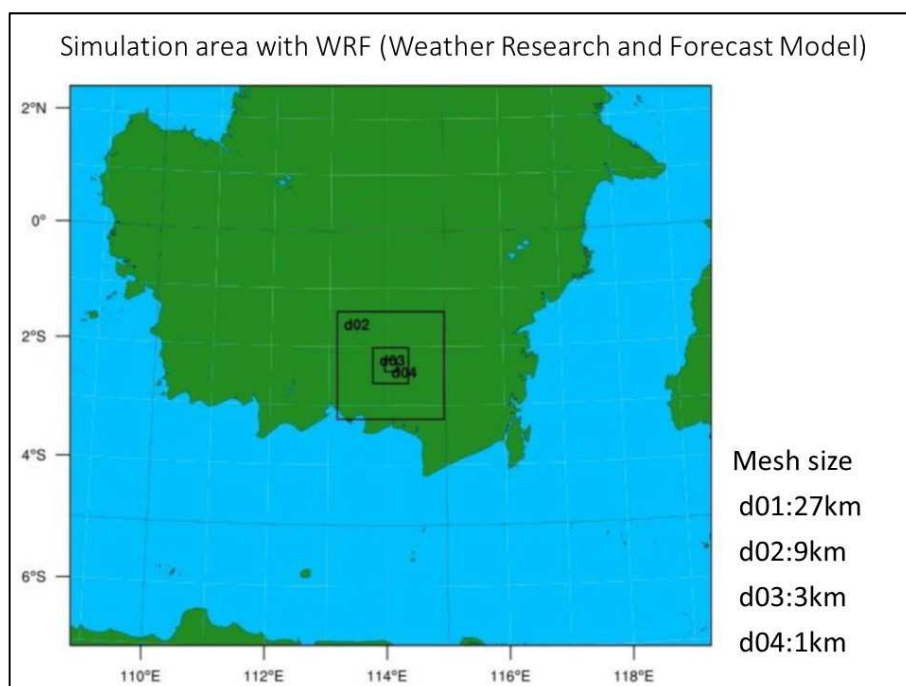 Simulation area with WRF (Weather Research and Forecast Model)
2°N
0°
2°S
4°S
6°S
d02
d03
d04
110°E 112°E 114°E 116°E 118°E
Mesh size
d01:27km
d02:9km
d03:3km
d04:1km